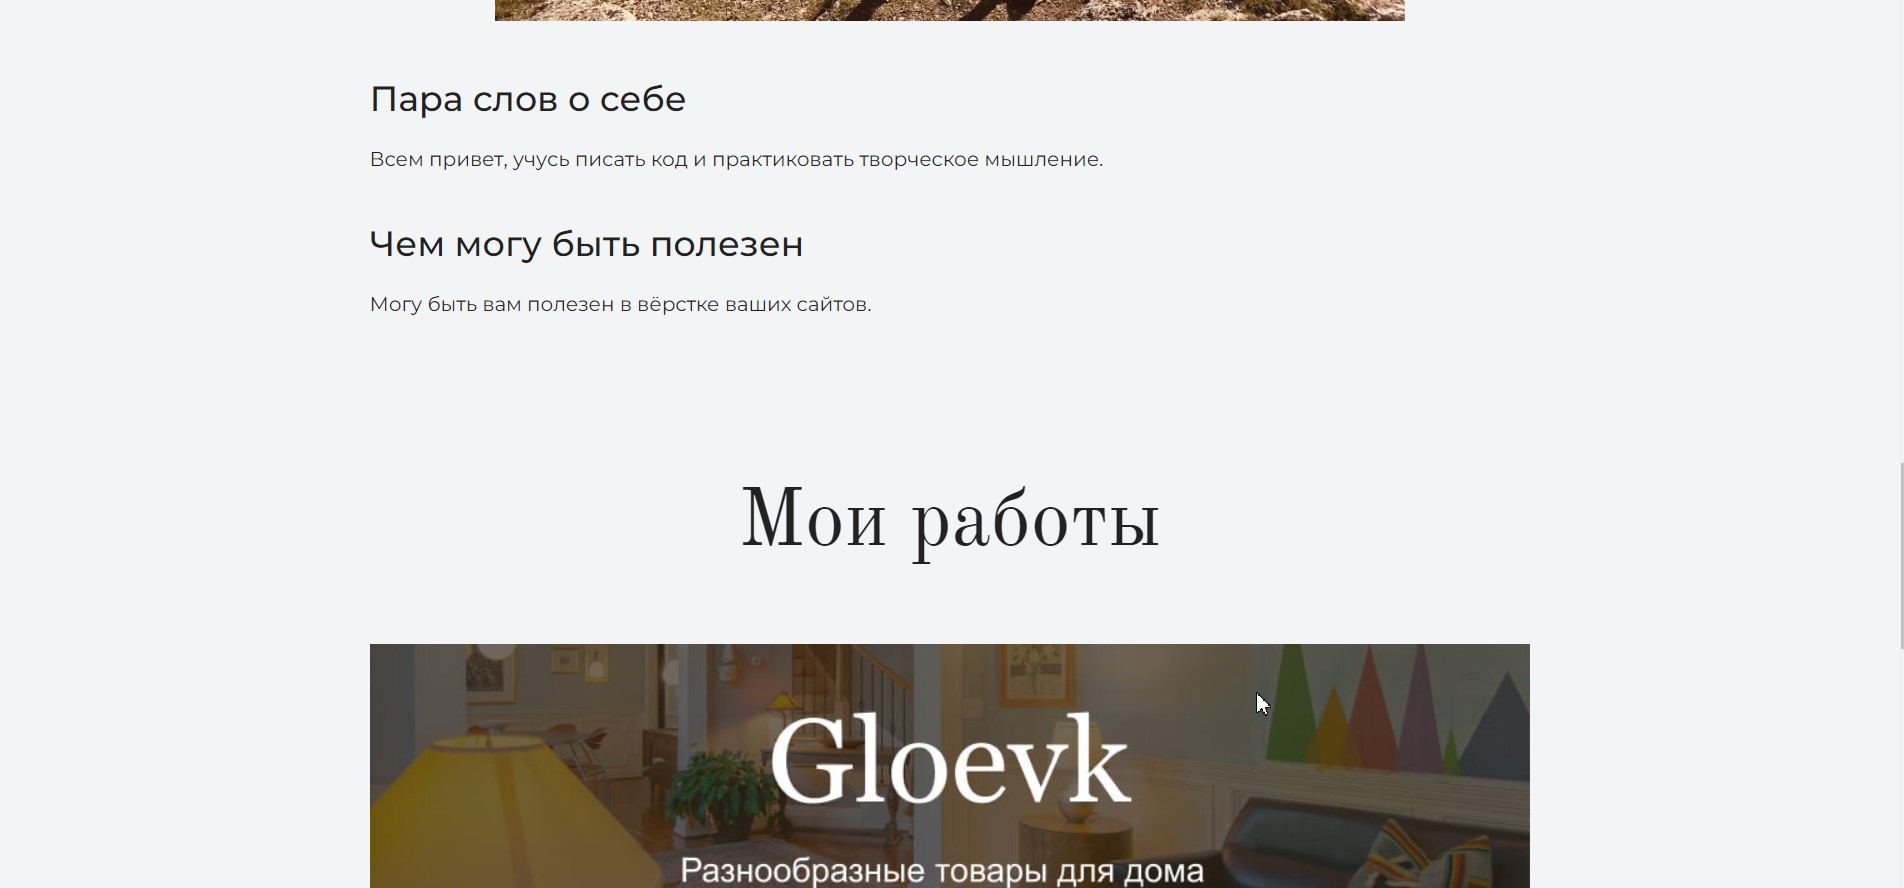 Пара слов о себе
Всем привет, учусь писать код и практиковать творческое мышление.
Чем могу быть полезен
Могу быть вам полезен в вёрстке ваших сайтов.
Мои работы
Gloevk
Разнообразные товары для дома